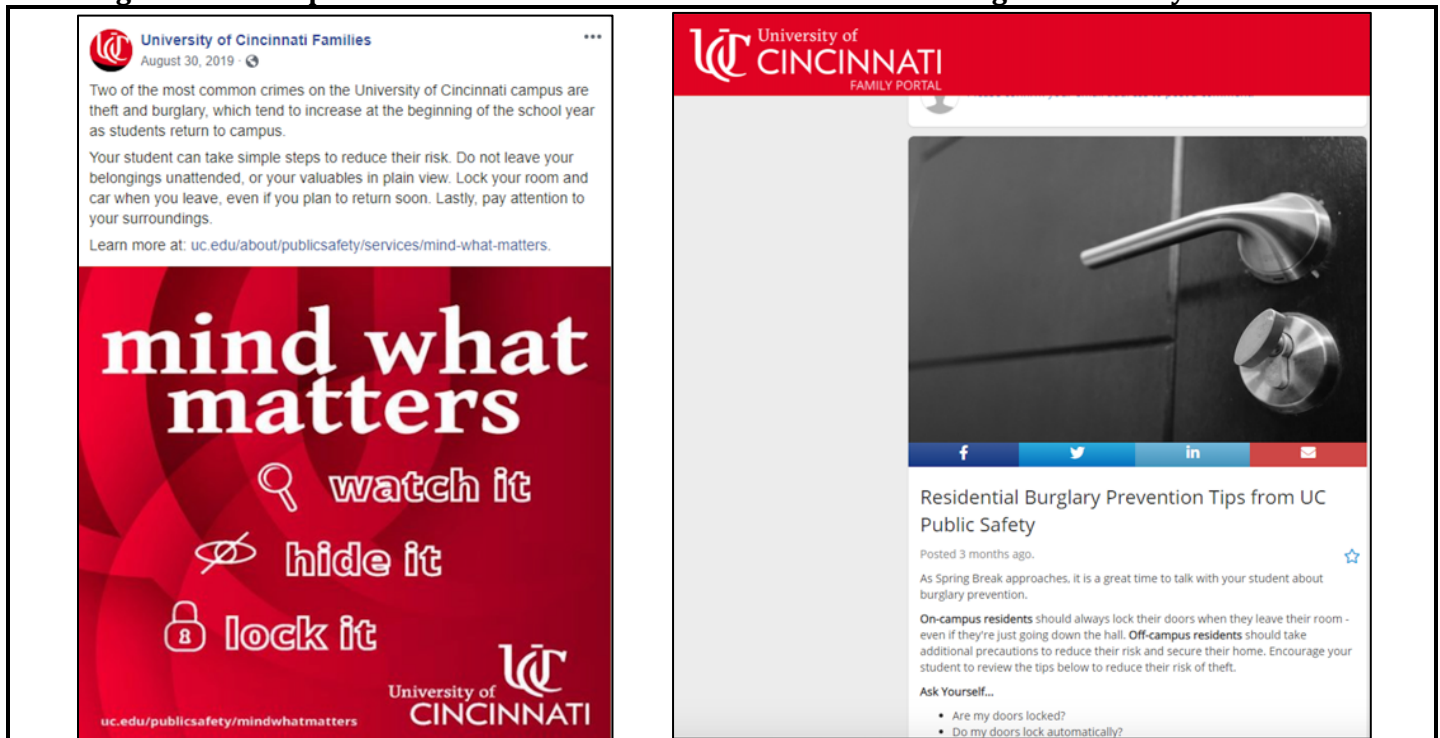 University of Cincinnati Families
August 30, 2019
Two of the most common crimes on the University of Cincinnati campus are
theft and burglary, which tend to increase at the beginning of the school year
as students return to campus.
Your student can take simple steps to reduce their risk. Do not leave your
belongings unattended, or your valuables in plain view. Lock your room and
car when you leave, even if you plan to return soon. Lastly, pay attention to
your surroundings.
Learn more at: uc.edu/about/publicsafety/services/mind-what-matters.
mind what
matters
watch it
hide it
lock it
uc.edu/publicsafety/mindwhatmatters
University of
CINCINNATI
University of
CINCINNATI
FAMILY PORTAL
Residential Burglary Prevention Tips from UC
Public Safety
Posted 3 months ago.
As Spring Break approaches, it is a great time to talk with your student about
burglary prevention.
On-campus residents should always lock their doors when they leave their room -
even if they're just going down the hall. Off-campus residents should take
additional precautions to reduce their risk and secure their home. Encourage your
student to review the tips below to reduce their risk of theft.
Ask Yourself...
• Are my doors locked?
• Do my doors lock automatically?